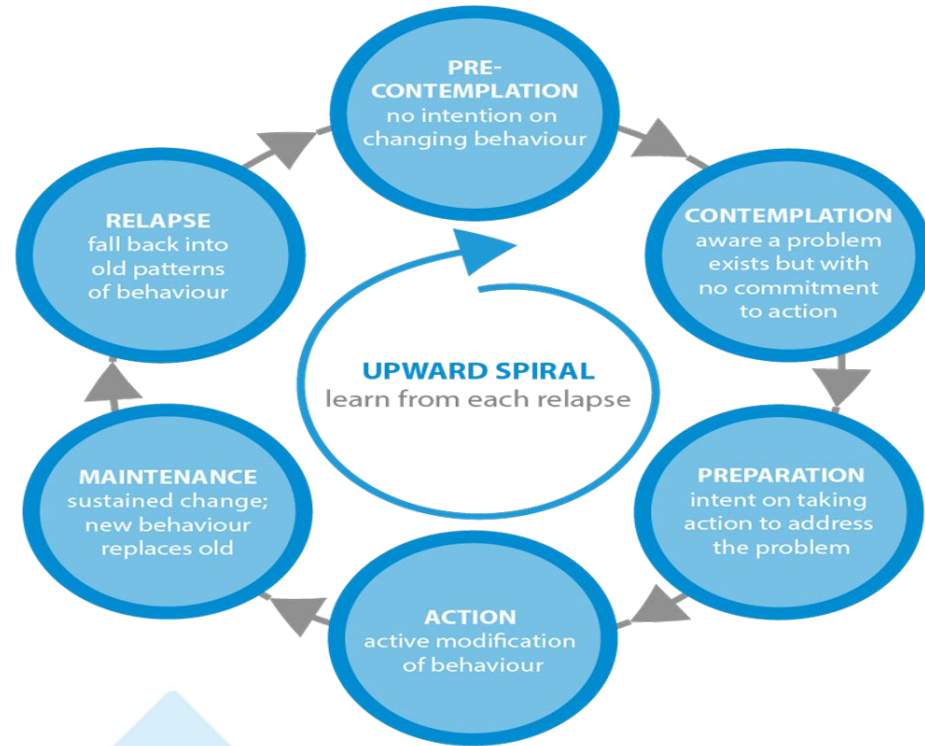 PRE-
CONTEMPLATION
no intention on
changing behaviour
CONTEMPLATION
aware a problem
exists but with
no commitment
to action
PREPARATION
intent on taking
action to address
the problem
ACTION
active modification
of behaviour
MAINTENANCE
sustained change;
new behaviour
replaces old
RELAPSE
fall back into
old patterns
of behaviour
UPWARD SPIRAL
learn from each relapse